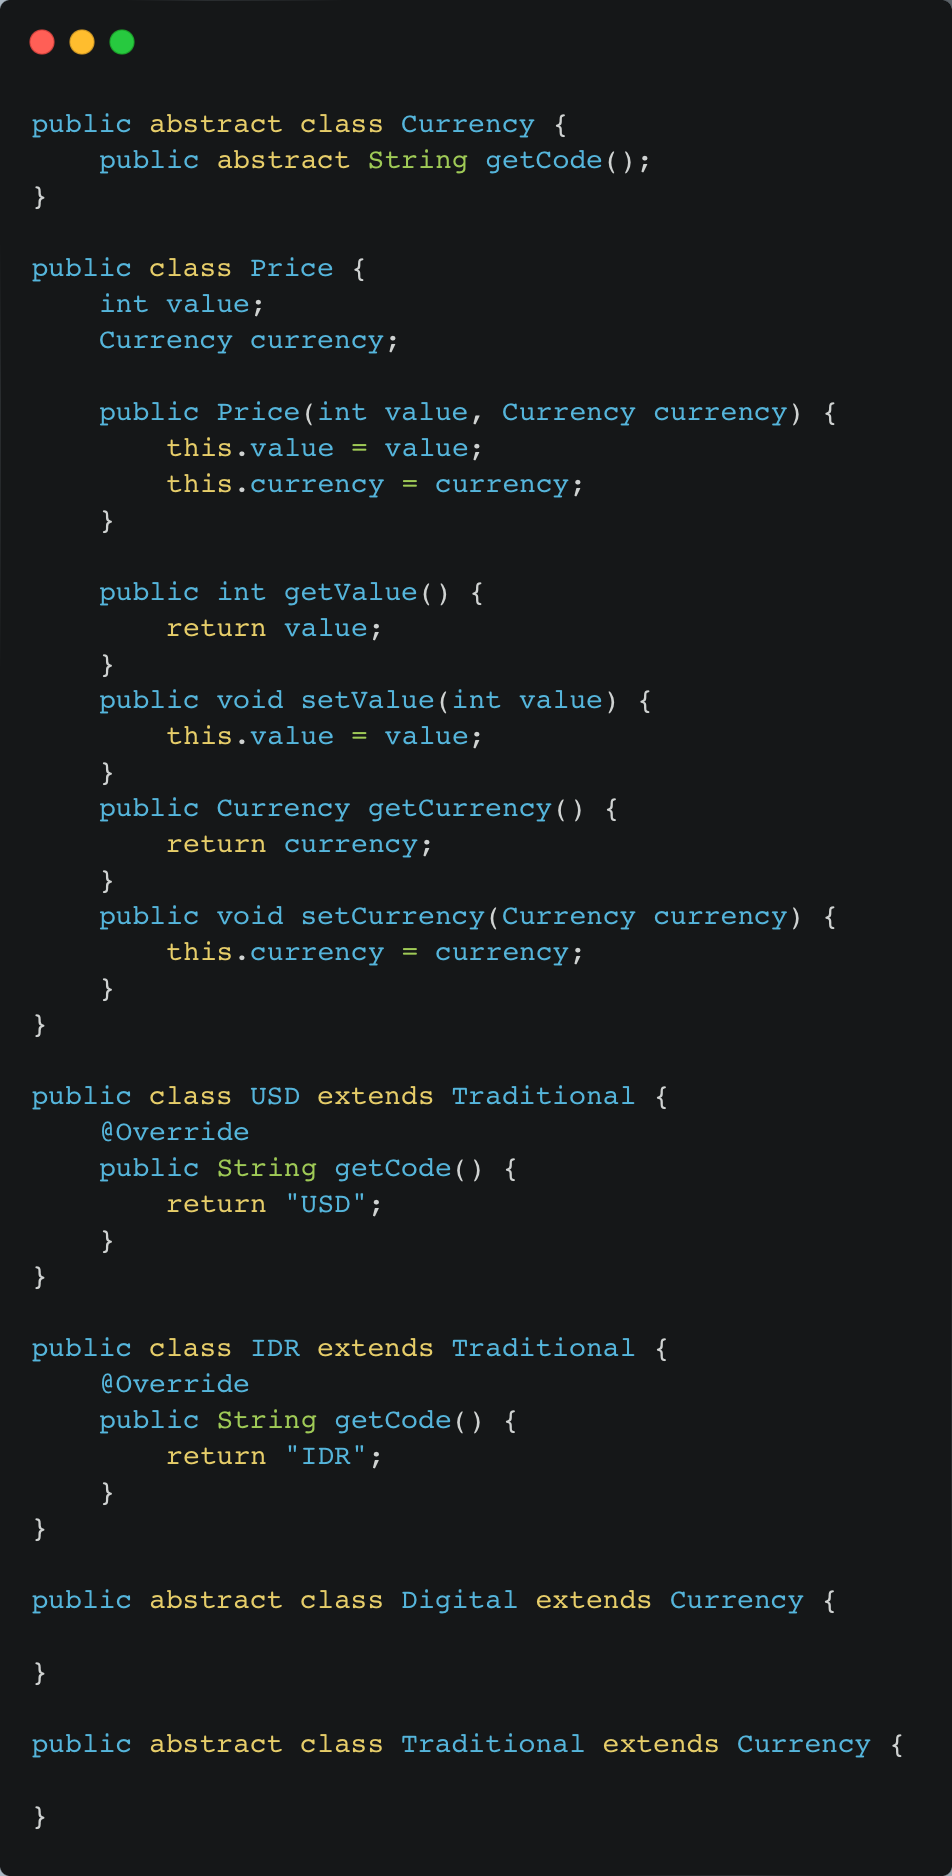 public abstract class Currency {
    public abstract String getCode();
}

public class Price {
    int value;
    Currency currency;

    public Price(int value, Currency currency) {
        this.value = value;
        this.currency = currency;
    }

    public int getValue() {
        return value;
    }
    public void setValue(int value) {
        this.value = value;
    }
    public Currency getCurrency() {
        return currency;
    }
    public void setCurrency(Currency currency) {
        this.currency = currency;
    }
}

public class USD extends Traditional {
    @Override
    public String getCode() {
        return "USD";
    }
}

public class IDR extends Traditional {
    @Override
    public String getCode() {
        return "IDR";
    }
}

public abstract class Digital extends Currency {

}

public abstract class Traditional extends Currency {

}